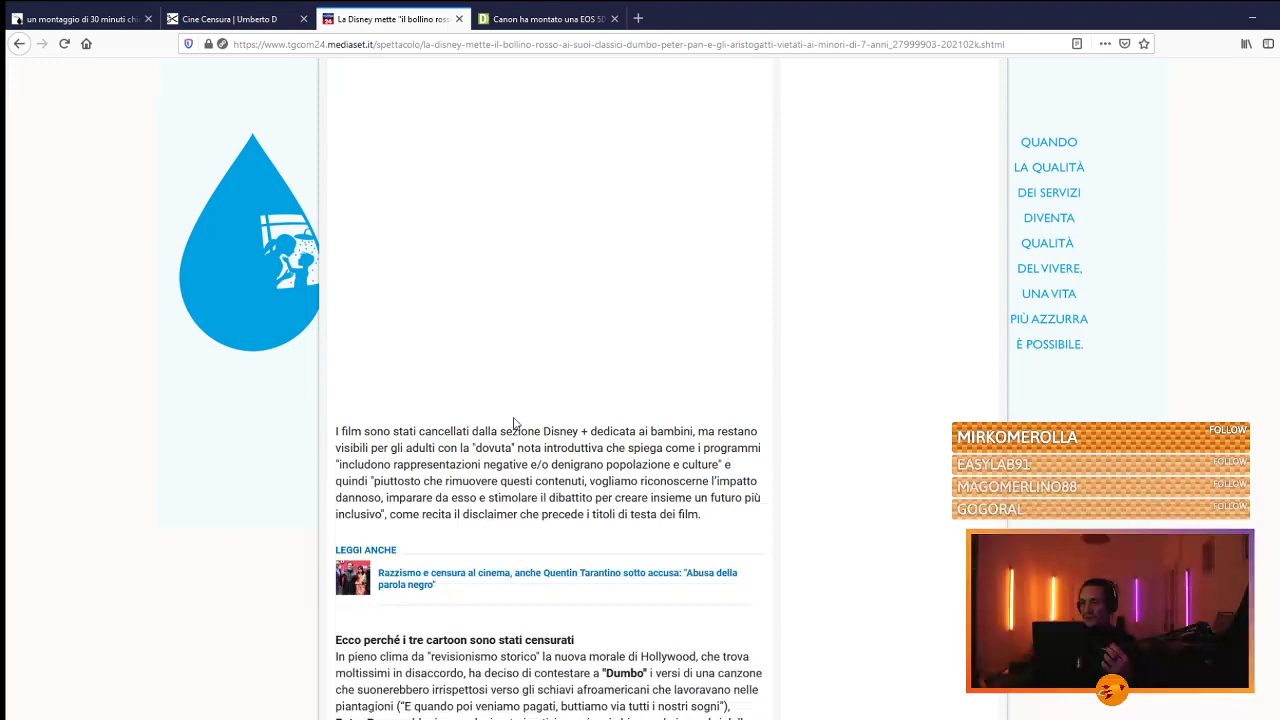 un montaggio di 30 minuti chi
Cine Censura | Umberto D
La Disney mette "il bollino ross
Canon ha montato una EOS 5D
https://www.tgcom24.mediaset.it/spettacolo/la-disney-mette-il-bollino-rosso-ai-suoi-classici-dumbo-peter-pan-e-gli-aristogatti-vietati-ai-minori-di-7-anni_27999903-202102k.shtml
QUANDO
LA QUALITÀ
DEI SERVIZI
DIVENTA
QUALITÀ
DEL VIVERE,
UNA VITA
PIÙ AZZURRA
È POSSIBILE.
I film sono stati cancellati dalla sezione Disney + dedicata ai bambini, ma restano
visibili per gli adulti con la "dovuta" nota introduttiva che spiega come i programmi
"includono rappresentazioni negative e/o denigrano popolazione e culture" e
quindi "piuttosto che rimuovere questi contenuti, vogliamo riconoscerne l'impatto
dannoso, imparare da esso e stimolare il dibattito per creare insieme un futuro più
inclusivo", come recita il disclaimer che precede i titoli di testa dei film.
LEGGI ANCHE
Razzismo e censura al cinema, anche Quentin Tarantino sotto accusa: "Abusa della
parola negro"
Ecco perché i tre cartoon sono stati censurati
In pieno clima da "revisionismo storico" la nuova morale di Hollywood, che trova
moltissimi in disaccordo, ha deciso di contestare a "Dumbo" i versi di una canzone
che suonerebbero irrispettosi verso gli schiavi afroamericani che lavoravano nelle
piantagioni ("E quando poi veniamo pagati, buttiamo via tutti i nostri sogni"),
MIRKOMEROLLA FOLLOW
EASYLAB91 FOLLOW
MAGOMERLINO88 FOLLOW
GOGORAL FOLLOW